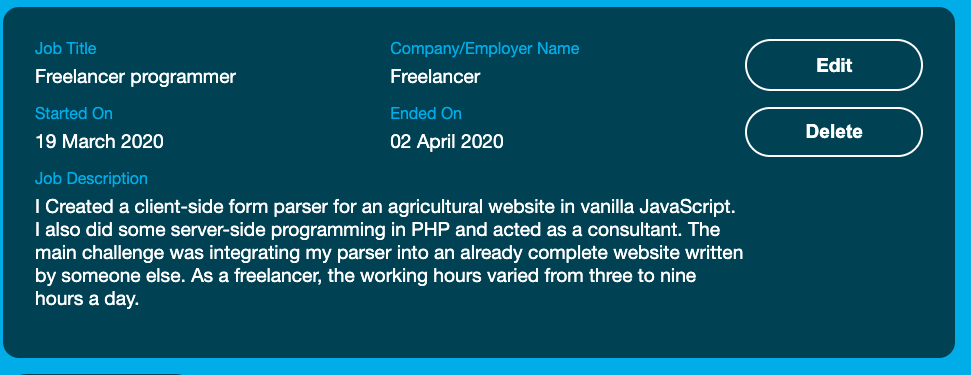 Job Title
Company/Employer Name
Edit
Freelancer programmer
Freelancer
Started On
Ended On
Delete
19 March 2020
02 April 2020
Job Description
I Created a client-side form parser for an agricultural website in vanilla JavaScript.
I also did some server-side programming in PHP and acted as a consultant. The
main challenge was integrating my parser into an already complete website written
by someone else. As a freelancer, the working hours varied from three to nine
hours a day.